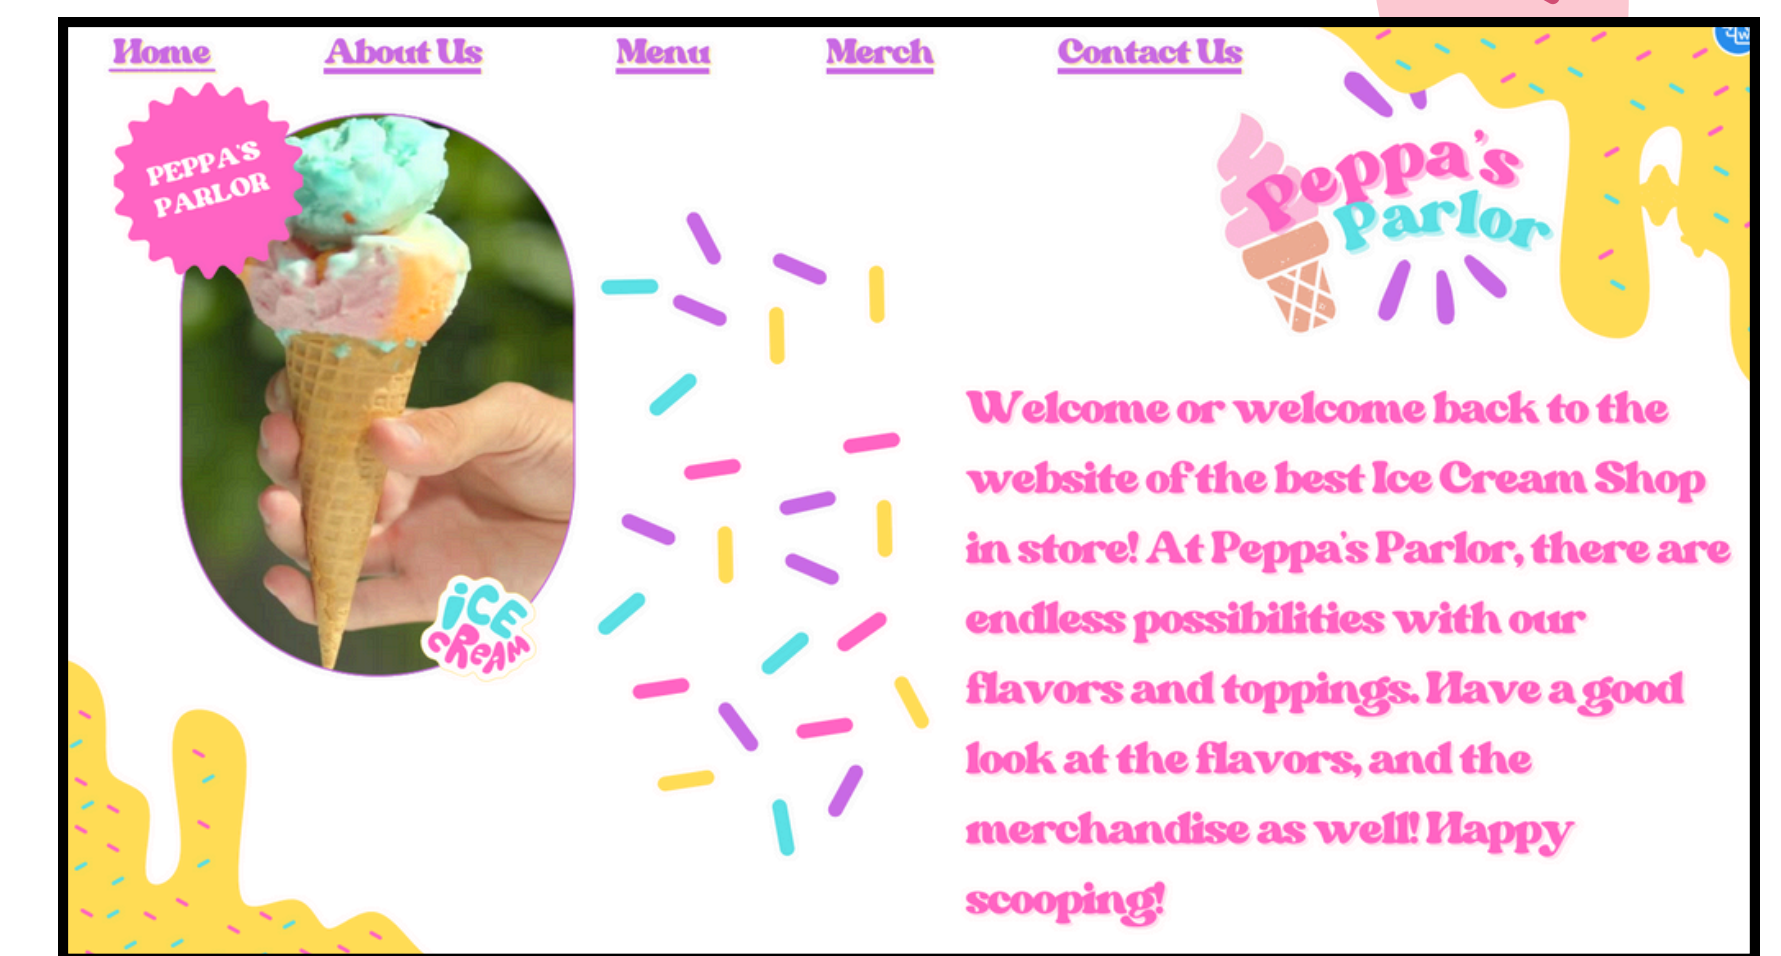 Home About Us Menu Merch Contact Us
PEPPA'S
PARLOR
iCE
CREAM
Peppa's
Parlor
Welcome or welcome back to the
website of the best Ice Cream Shop
in store! At Peppa's Parlor, there are
endless possibilities with our
flavors and toppings. Have a good
look at the flavors, and the
merchandise as well! Happy
scooping!